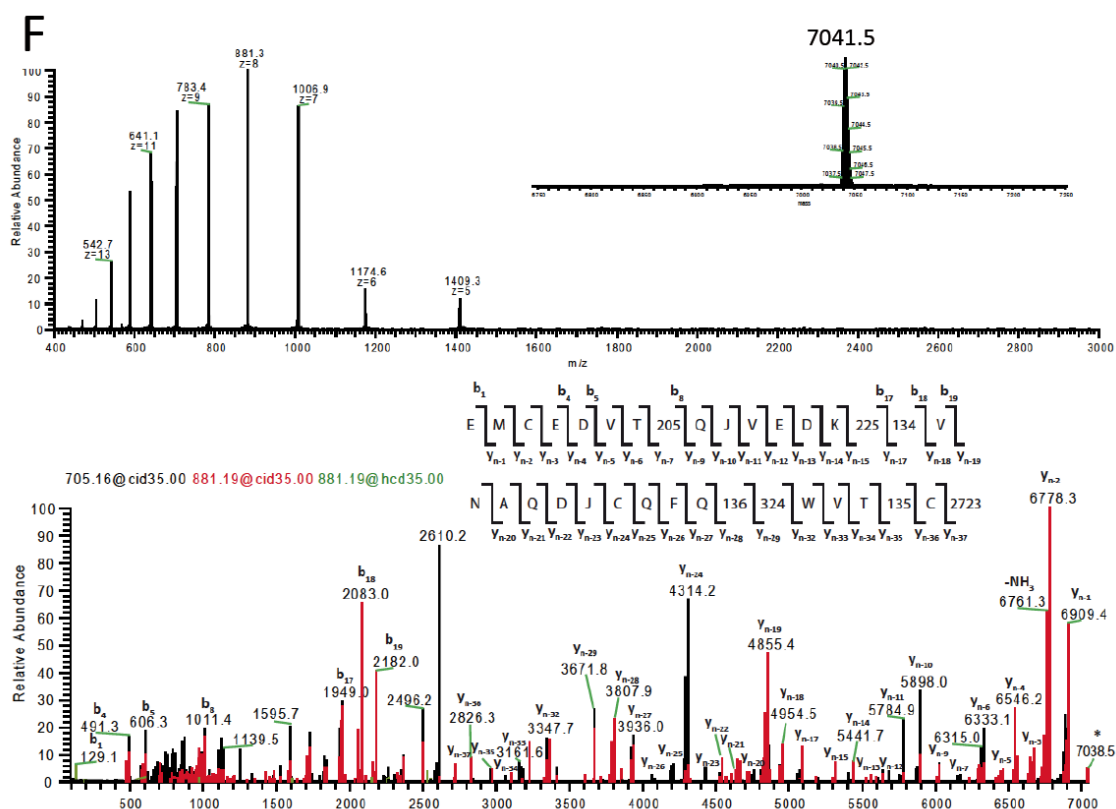 F
7041.5
881.3
z=8
1006.9
z=7
783.4
z=9
641.1
z=11
542.7
z=13
1174.6
z=6
1409.3
z=5
Relative Abundance
100
90
80
70
60
50
40
30
20
10
0
400 600 800 1000 1200 1400 1600 1800 2000 2200 2400 2600 2800 3000
m/z
b1 b4 b5 b8 b17 b18 b19
E M C E D V T 205 Q J V E D K 225 134 V
yn-1 yn-2 yn-3 yn-4 yn-5 yn-6 yn-7 yn-9 yn-10 yn-11 yn-12 yn-13 yn-14 yn-15 yn-17 yn-18 yn-19
705.16@cid35.00 881.19@cid35.00 881.19@hcd35.00
N A Q D J C Q F Q 136 324 W V T 135 C 2723
yn-20 yn-21 yn-22 yn-23 yn-24 yn-25 yn-26 yn-27 yn-28 yn-29 yn-32 yn-33 yn-34 yn-35 yn-36 yn-37
Relative Abundance
100
90
80
70
60
50
40
30
20
10
0
b1
129.1
b4
491.3
b5
606.3
b8
1011.4
1139.5
1595.7
b17
1949.0
b18
2083.0
b19
2182.0
2496.2
2610.2
yn-37
yn-36
2826.3
yn-35
yn-34
yn-33
3161.6
yn-32
3347.7
yn-29
3671.8
yn-28
3807.9
yn-27
3936.0
yn-26
yn-25
yn-24
4314.2
yn-23
yn-22
yn-21
yn-20
yn-19
4855.4
yn-18
4954.5
yn-17
yn-15
yn-14
5441.7
yn-13
yn-12
yn-11
5784.9
yn-10
5898.0
yn-9
yn-7
6315.0
yn-6
6333.1
yn-5
yn-4
6546.2
yn-3
yn-2
6778.3
-NH3
6761.3
yn-1
6909.4
*
7038.5
500 1000 1500 2000 2500 3000 3500 4000 4500 5000 5500 6000 6500 7000